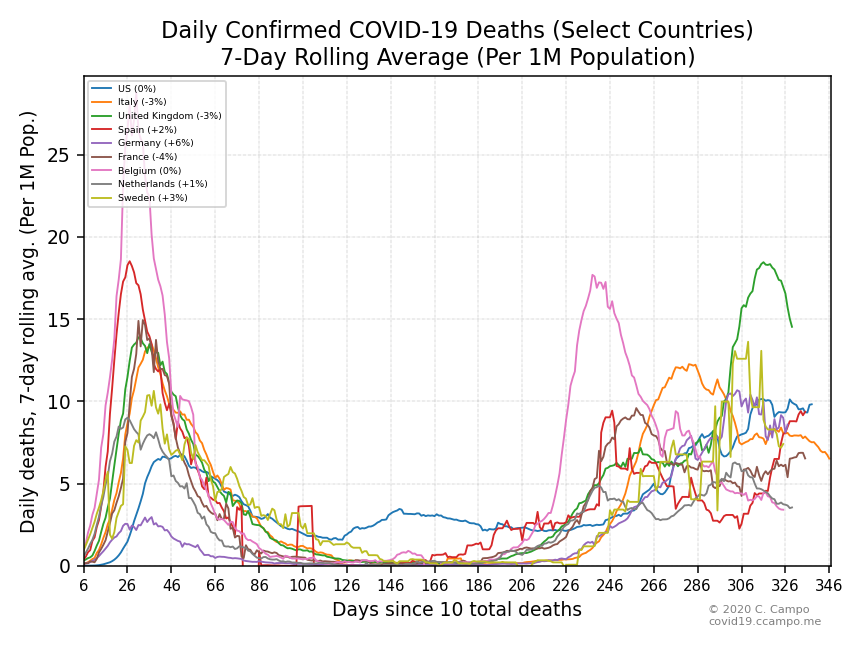 Daily Confirmed COVID-19 Deaths (Select Countries)
7-Day Rolling Average (Per 1M Population)
US (0%)
Italy (-3%)
United Kingdom (-3%)
Spain (+2%)
Germany (+6%)
France (-4%)
Belgium (0%)
Netherlands (+1%)
Sweden (+3%)
Daily deaths, 7-day rolling avg. (Per 1M Pop.)
25
20
15
10
5
0
6 26 46 66 86 106 126 146 166 186 206 226 246 266 286 306 326 346
Days since 10 total deaths
© 2020 C. Campo
covid19.ccampo.me